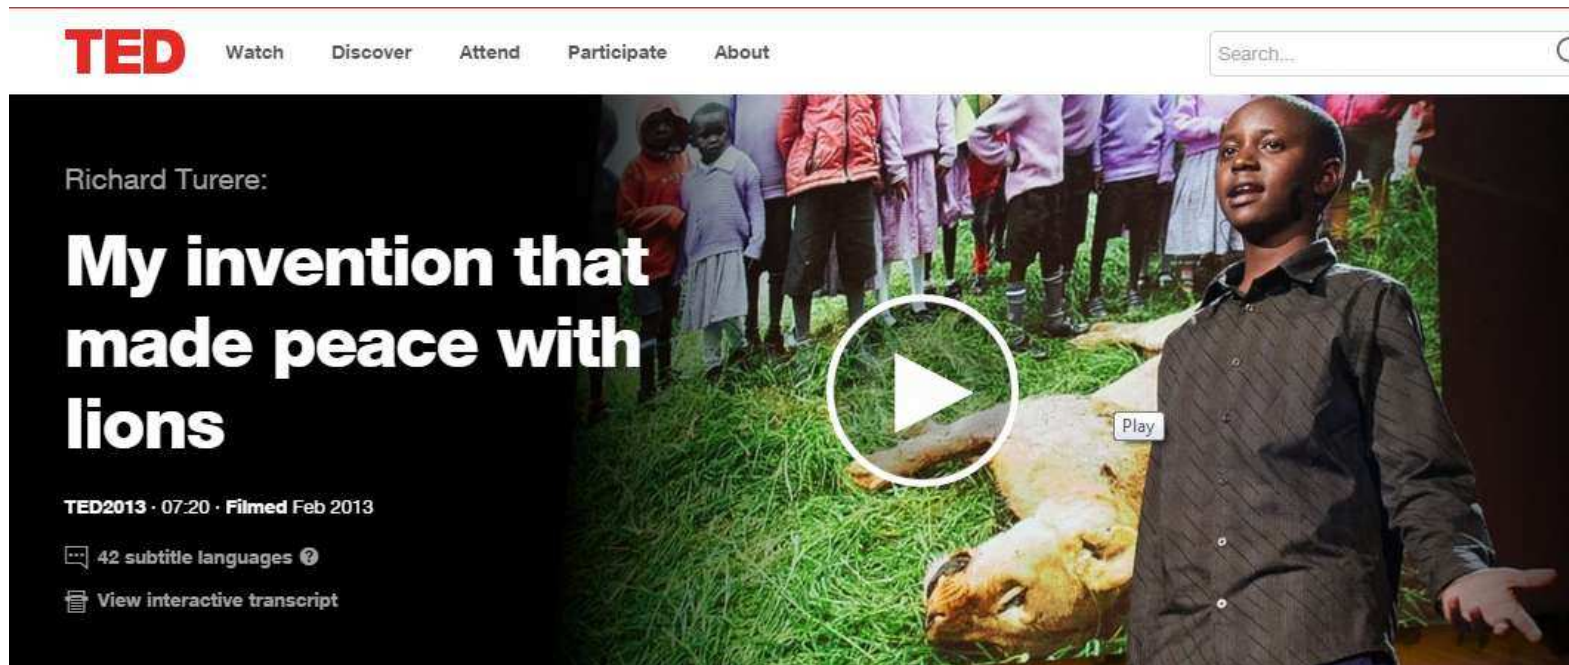 TED
Watch Discover Attend Participate About
Search...
Richard Turere:
My invention that
made peace with
lions
Play
TED2013 · 07:20 · Filmed Feb 2013
42 subtitle languages ?
View interactive transcript